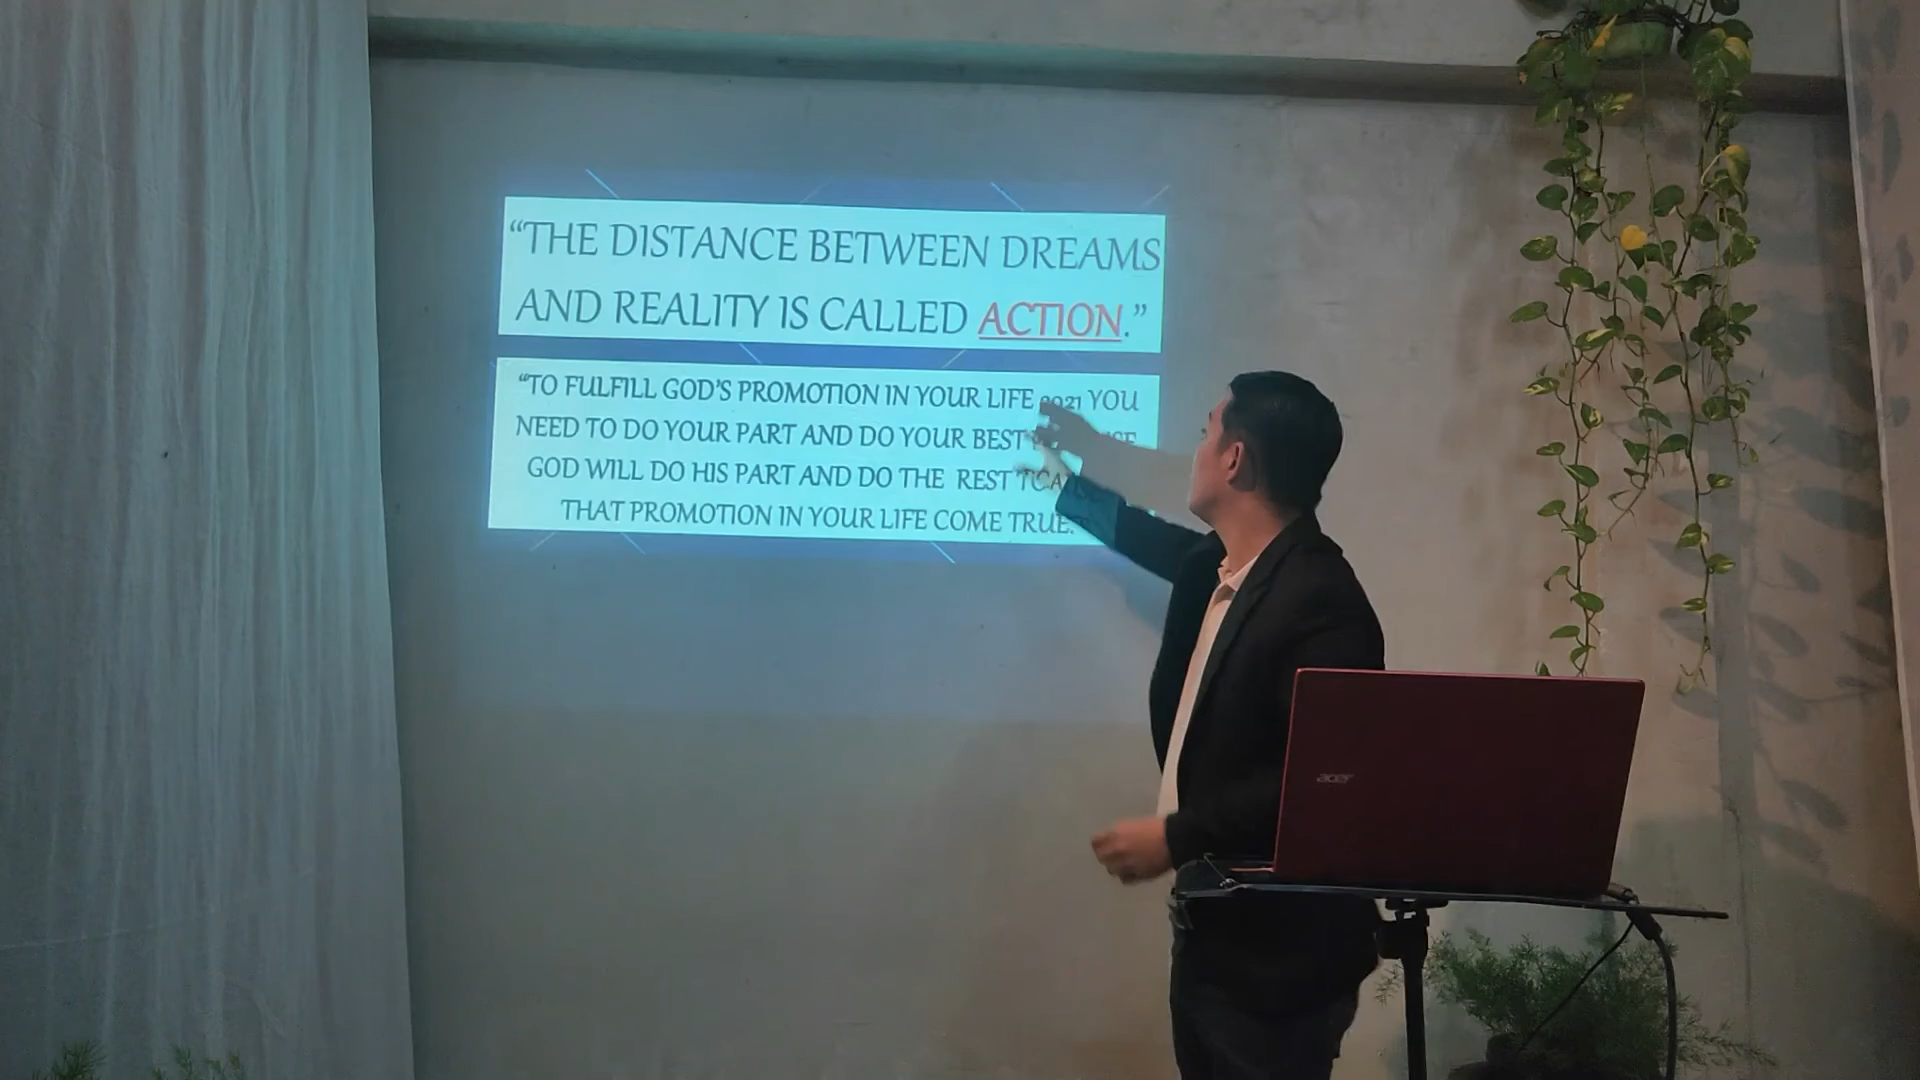 “THE DISTANCE BETWEEN DREAMS
AND REALITY IS CALLED ACTION.”
“TO FULFILL GOD’S PROMOTION IN YOUR LIFE 2021 YOU
NEED TO DO YOUR PART AND DO YOUR BEST
GOD WILL DO HIS PART AND DO THE REST
THAT PROMOTION IN YOUR LIFE COME TRUE.
acer